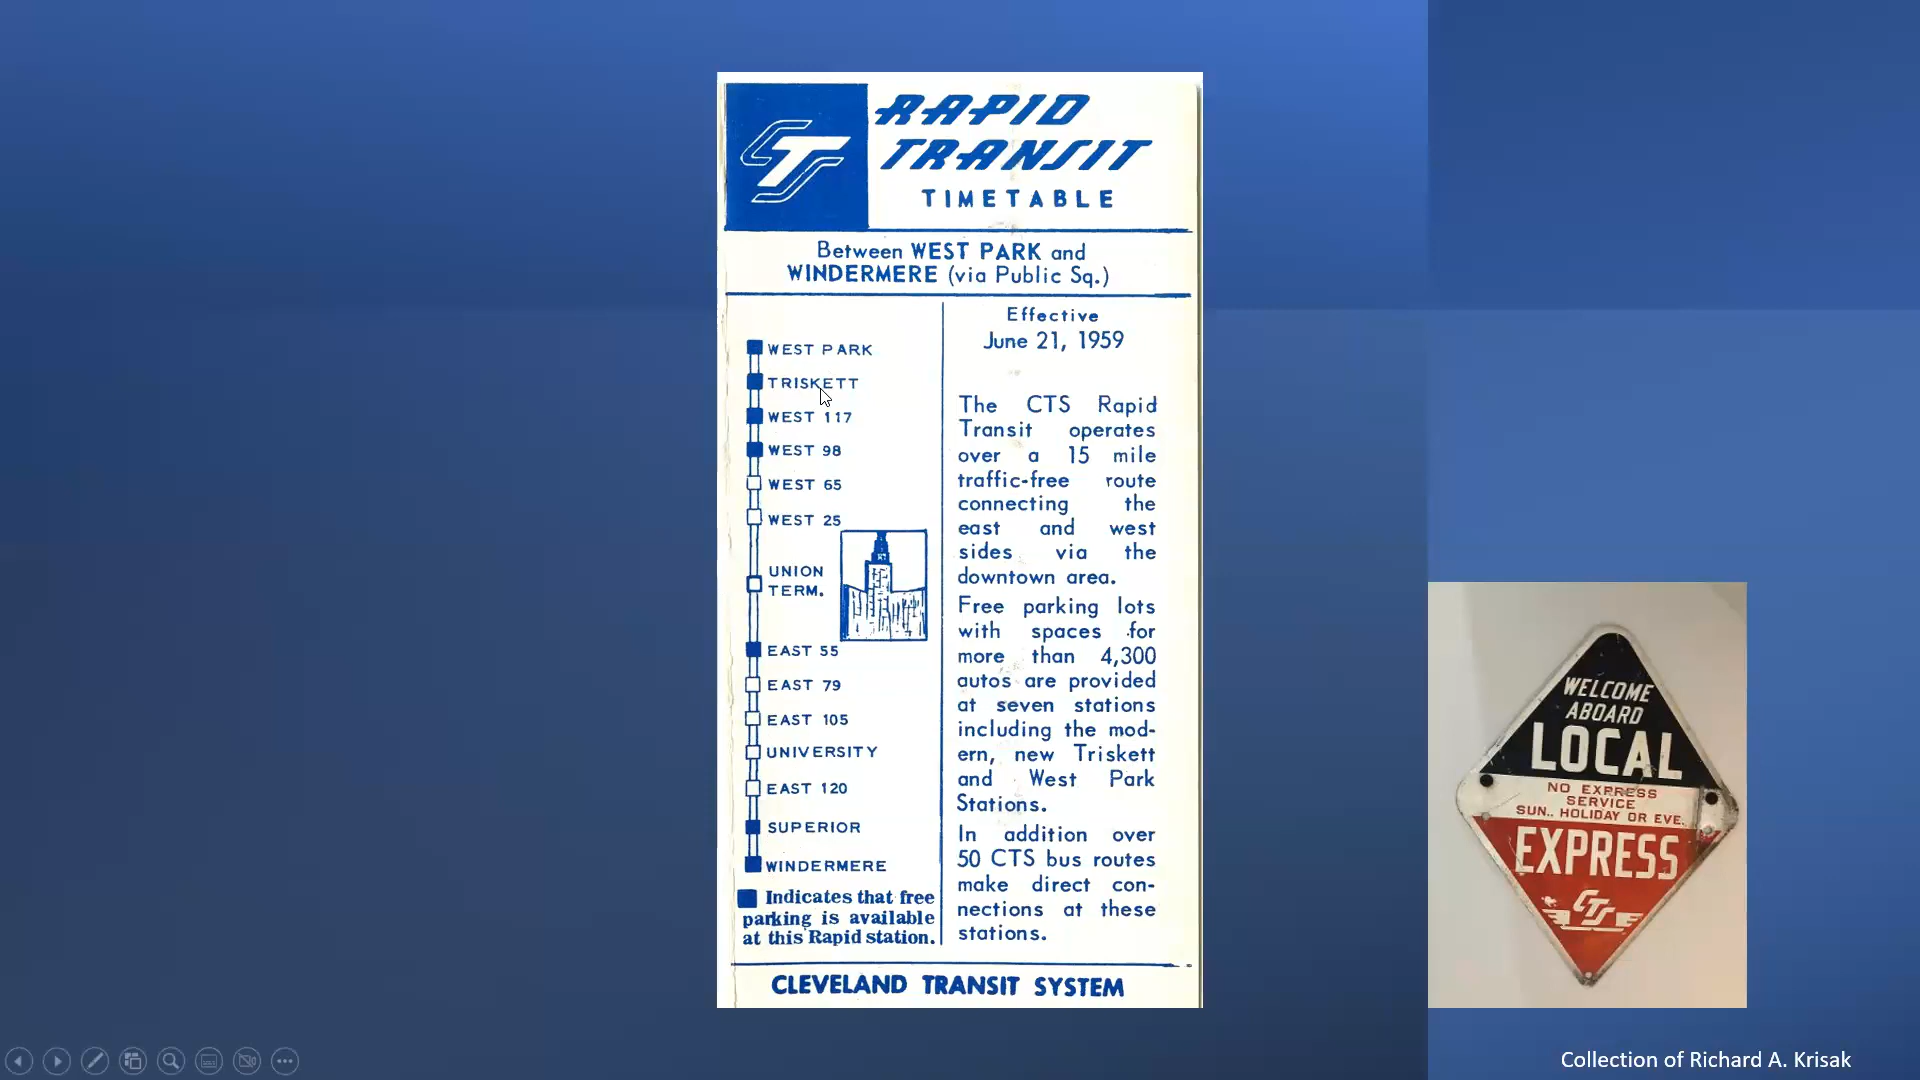 RAPID
TRANSIT
TIMETABLE
Between WEST PARK and
WINDERMERE (via Public Sq.)
WEST PARK
TRISKETT
WEST 117
WEST 98
WEST 65
WEST 25
UNION
TERM.
EAST 55
EAST 79
EAST 105
UNIVERSITY
EAST 120
SUPERIOR
WINDERMERE
Indicates that free
parking is available
at this Rapid station.
Effective
June 21, 1959
The CTS Rapid
Transit operates
over a 15 mile
traffic-free route
connecting the
east and west
sides via the
downtown area.
Free parking lots
with spaces for
more than 4,300
autos are provided
at seven stations
including the mod-
ern, new Triskett
and West Park
Stations.
In addition over
50 CTS bus routes
make direct con-
nections at these
stations.
CLEVELAND TRANSIT SYSTEM
WELCOME
ABOARD
LOCAL
NO EXPRESS
SERVICE
SUN., HOLIDAY OR EVE.
EXPRESS
CTS
Collection of Richard A. Krisak